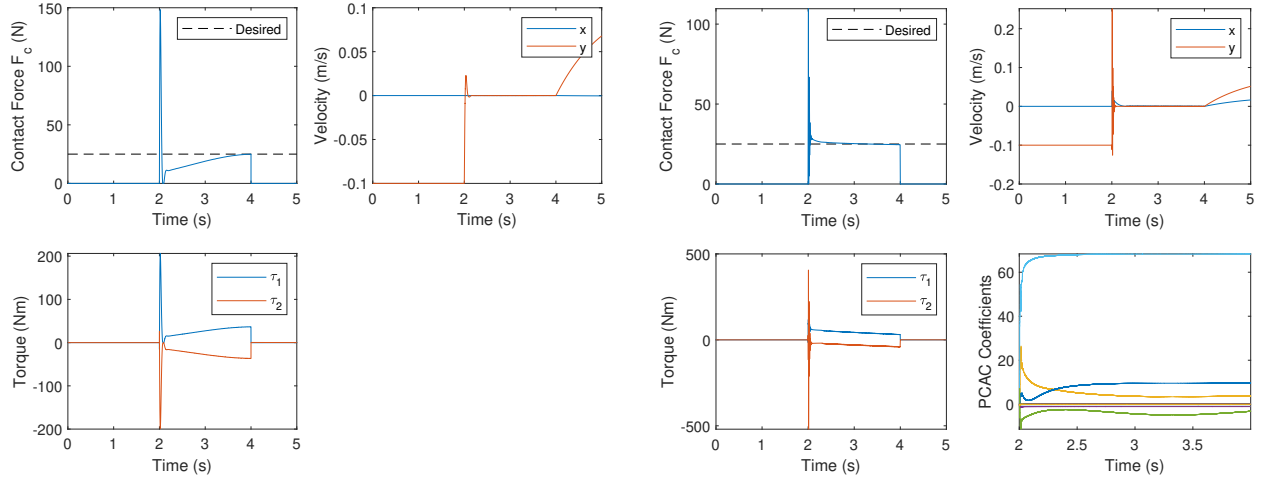 Contact Force F_c (N)
150
100
50
0
Desired
0 1 2 3 4 5
Time (s)
Velocity (m/s)
0.1
0.05
0
-0.05
-0.1
x
y
0 1 2 3 4 5
Time (s)
Contact Force F_c (N)
100
50
0
Desired
0 1 2 3 4 5
Time (s)
Velocity (m/s)
0.2
0.1
0
-0.1
-0.2
x
y
0 1 2 3 4 5
Time (s)
Torque (Nm)
200
100
0
-100
-200
τ_1
τ_2
0 1 2 3 4 5
Time (s)
Torque (Nm)
500
0
-500
τ_1
τ_2
0 1 2 3 4 5
Time (s)
PCAC Coefficients
60
40
20
0
2 2.5 3 3.5
Time (s)